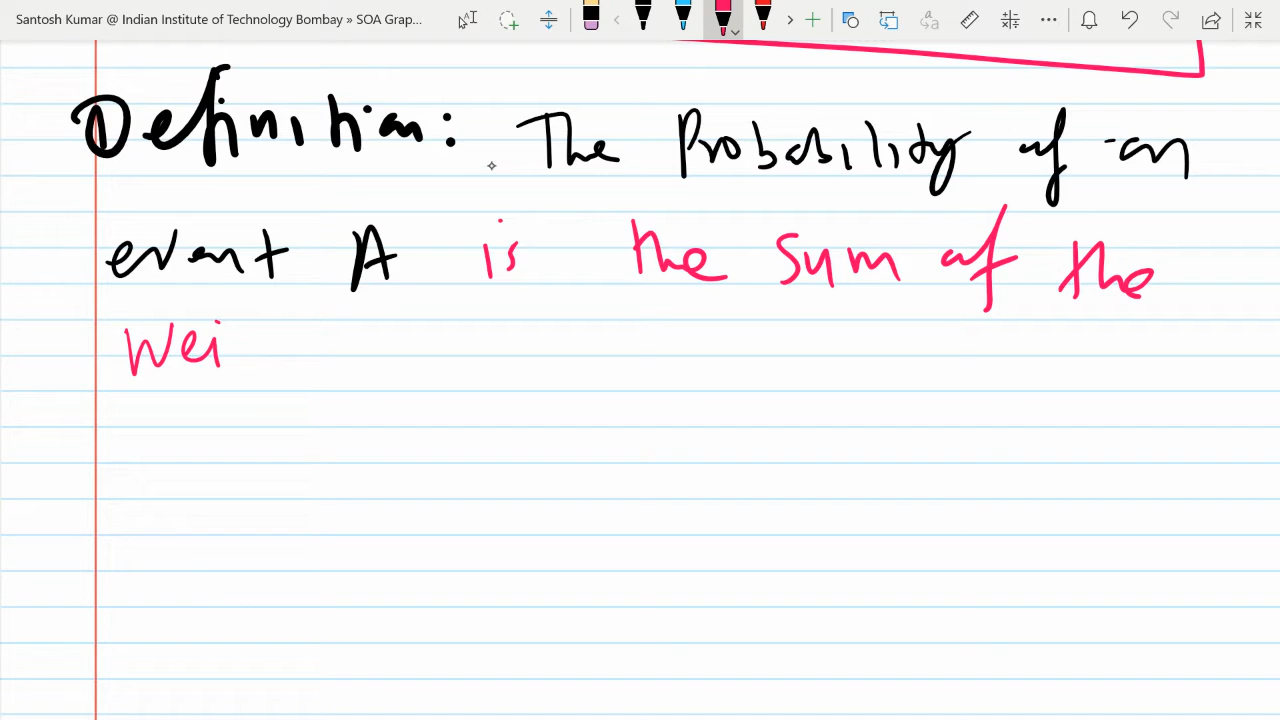 Santosh Kumar @ Indian Institute of Technology Bombay » SOA Grap...
Definition: The Probability of an
event A is the sum of the
Wei